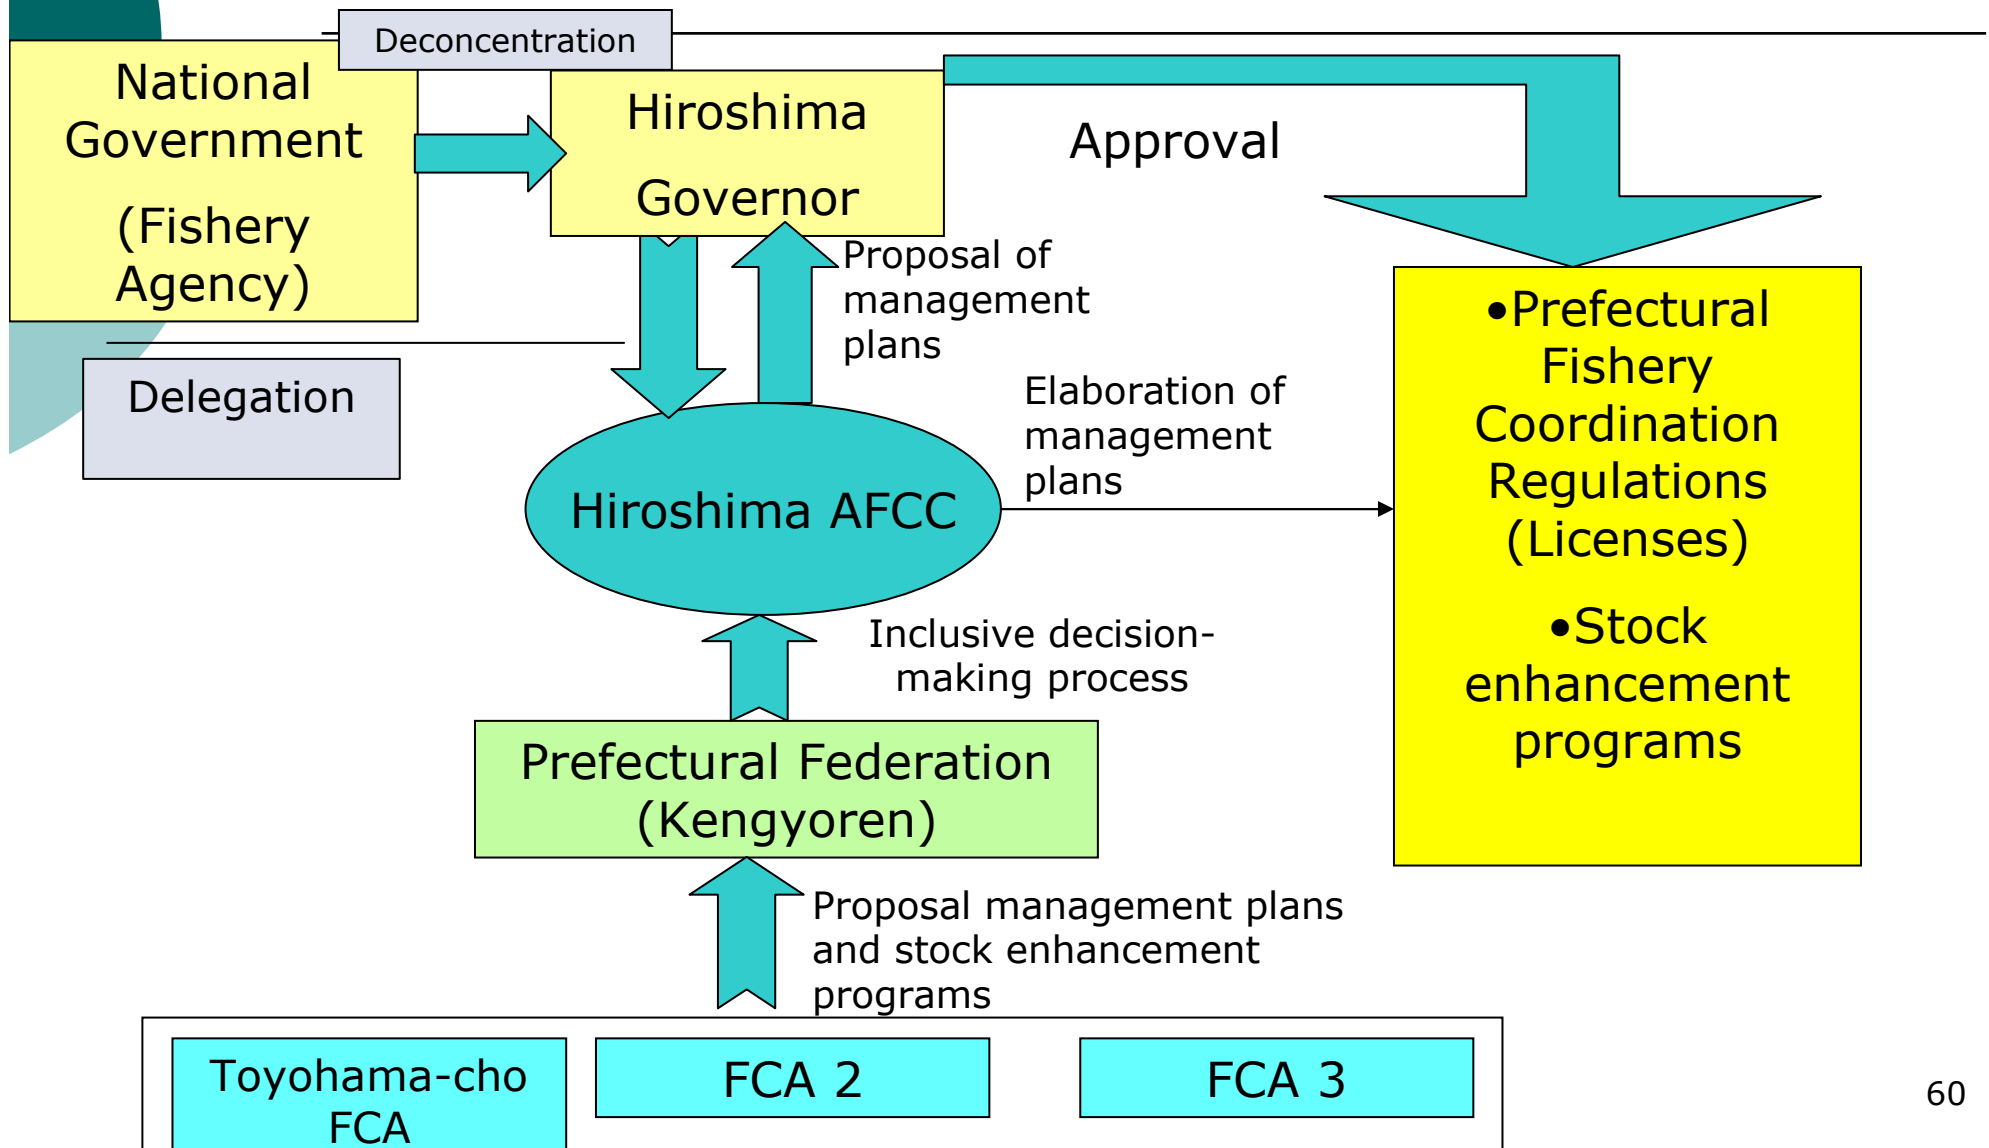 Deconcentration
National
Government
(Fishery
Agency)
Hiroshima
Governor
Approval
Delegation
Proposal of
management
plans
Elaboration of
management
plans
Hiroshima AFCC
•Prefectural
Fishery
Coordination
Regulations
(Licenses)
•Stock
enhancement
programs
Inclusive decision-
making process
Prefectural Federation
(Kengyoren)
Proposal management plans
and stock enhancement
programs
Toyohama-cho
FCA
FCA 2
FCA 3
60